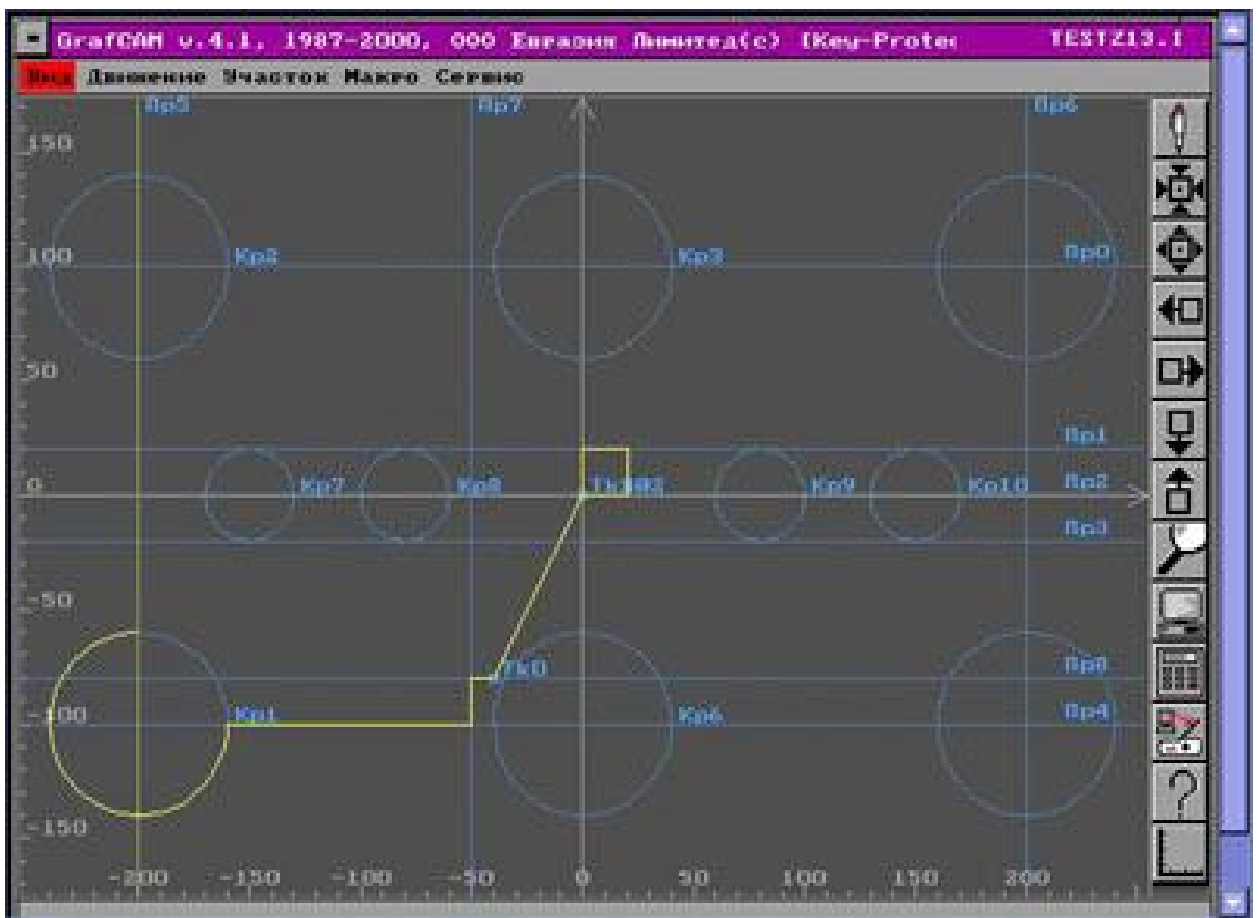 GrafCAM v.4.1, 1987-2000, ООО Евразия Лимитед(c) (Key-Protec TESTZ13.I
Вид Движение Участок Макро Сервис
Пр5 Пр7 Пр6
150
100 Кр2 Кр3 Пр0
50
Пр1
0 Кр7 Кр8 Кр9 Кр10 Пр2
Пр3
-50
Тк0 Пр8
-100 Кр1 Кр6 Пр4
-150
-200 -150 -100 -50 0 50 100 150 200